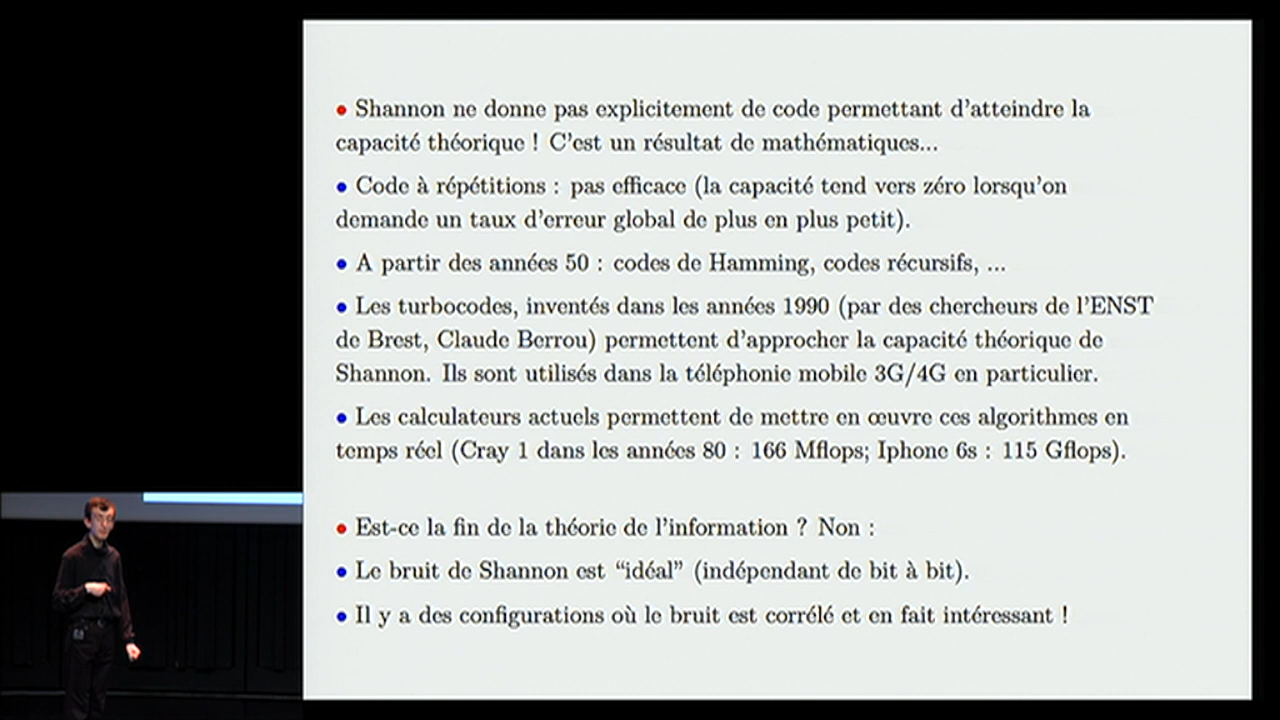 • Shannon ne donne pas explicitement de code permettant d'atteindre la
capacité théorique ! C'est un résultat de mathématiques...
• Code à répétitions : pas efficace (la capacité tend vers zéro lorsqu'on
demande un taux d'erreur global de plus en plus petit).
• A partir des années 50 : codes de Hamming, codes récursifs, ...
• Les turbocodes, inventés dans les années 1990 (par des chercheurs de l'ENST
de Brest, Claude Berrou) permettent d'approcher la capacité théorique de
Shannon. Ils sont utilisés dans la téléphonie mobile 3G/4G en particulier.
• Les calculateurs actuels permettent de mettre en œuvre ces algorithmes en
temps réel (Cray 1 dans les années 80 : 166 Mflops; Iphone 6s : 115 Gflops).
• Est-ce la fin de la théorie de l'information ? Non :
• Le bruit de Shannon est “idéal” (indépendant de bit à bit).
• Il y a des configurations où le bruit est corrélé et en fait intéressant !